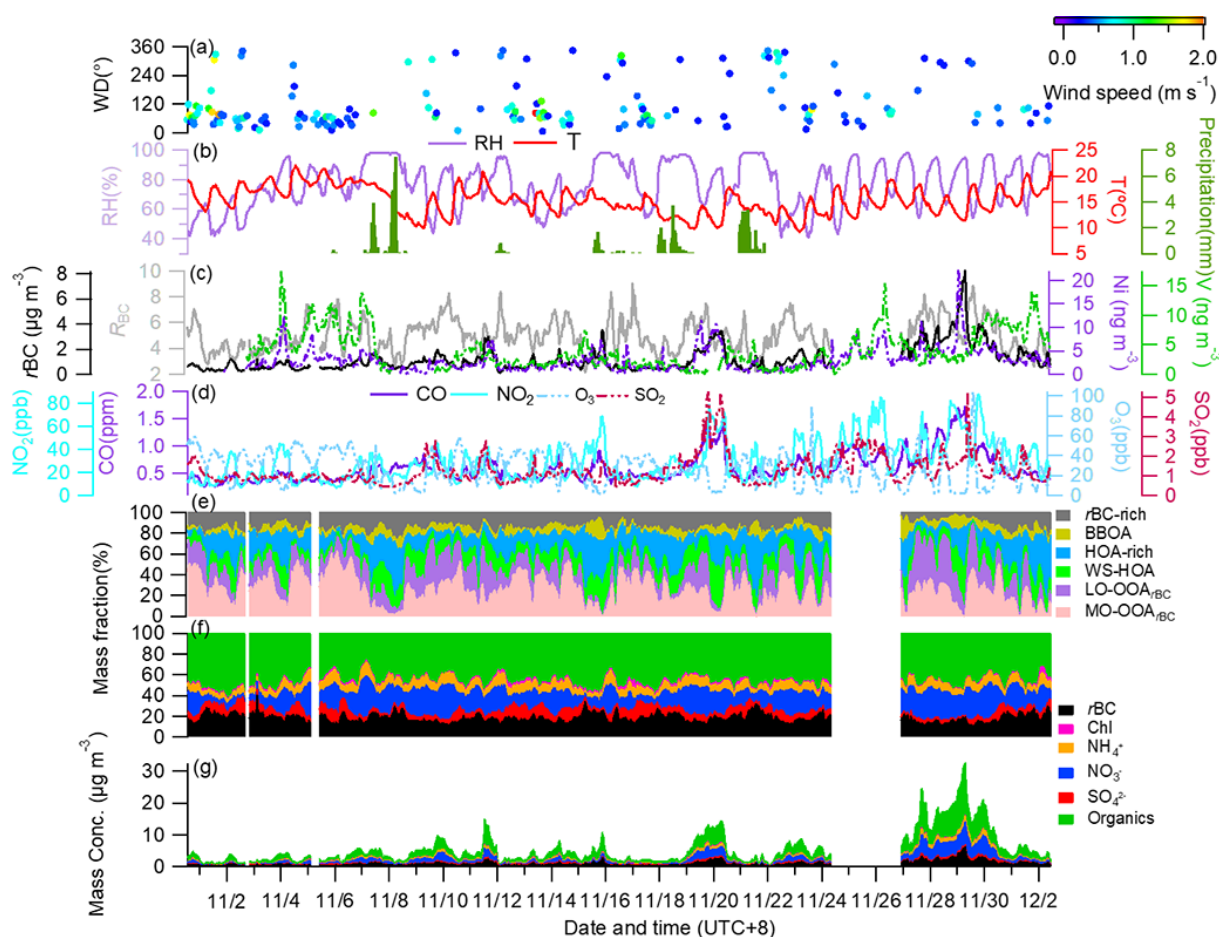 0.0 1.0 2.0
Wind speed (m s⁻¹)
(a)
WD(°)
360
240
120
0
(b)
RH T
RH(%)
100
80
60
40
T(°C)
25
20
15
10
5
Precipitation(mm)
8
6
4
2
0
(c)
rBC (µg m⁻³)
8
6
4
2
0
R_BC
10
8
6
4
2
Ni (ng m⁻³)
20
15
10
5
0
V (ng m⁻³)
15
10
5
0
(d)
CO NO₂ O₃ SO₂
NO₂(ppb)
80
60
40
20
0
CO(ppm)
2.0
1.5
1.0
0.5
O₃(ppb)
100
80
60
40
20
0
SO₂(ppb)
5
4
3
2
1
0
(e)
Mass fraction(%)
100
80
60
40
20
0
rBC-rich
BBOA
HOA-rich
WS-HOA
LO-OOA_rBC
MO-OOA_rBC
(f)
100
80
60
40
20
0
rBC
Chl
NH₄⁺
NO₃⁻
SO₄²⁻
Organics
(g)
Mass Conc. (µg m⁻³)
30
20
10
0
11/2 11/4 11/6 11/8 11/10 11/12 11/14 11/16 11/18 11/20 11/22 11/24 11/26 11/28 11/30 12/2
Date and time (UTC+8)